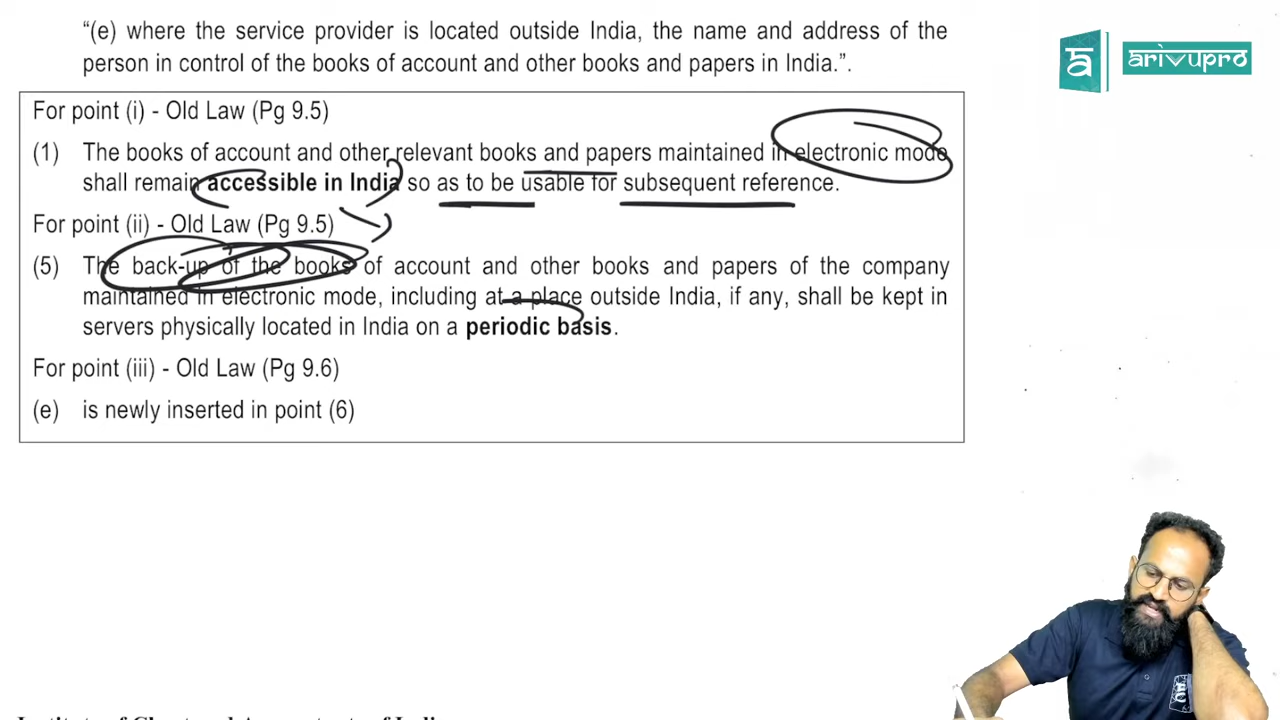 “(e) where the service provider is located outside India, the name and address of the
person in control of the books of account and other books and papers in India.”.
arivupro
For point (i) - Old Law (Pg 9.5)
(1) The books of account and other relevant books and papers maintained in electronic mode
shall remain accessible in India so as to be usable for subsequent reference.
For point (ii) - Old Law (Pg 9.5)
(5) The back-up of the books of account and other books and papers of the company
maintained in electronic mode, including at a place outside India, if any, shall be kept in
servers physically located in India on a periodic basis.
For point (iii) - Old Law (Pg 9.6)
(e) is newly inserted in point (6)